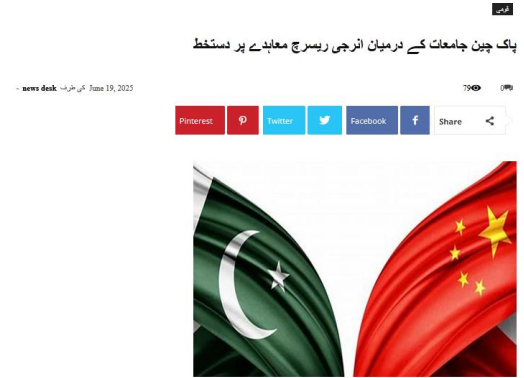 قومی
پاک چین جامعات کے درمیان انرجی ریسرچ معاہدے پر دستخط
- news desk کی طرف June 19, 2025
79 0
Share Facebook Twitter Pinterest